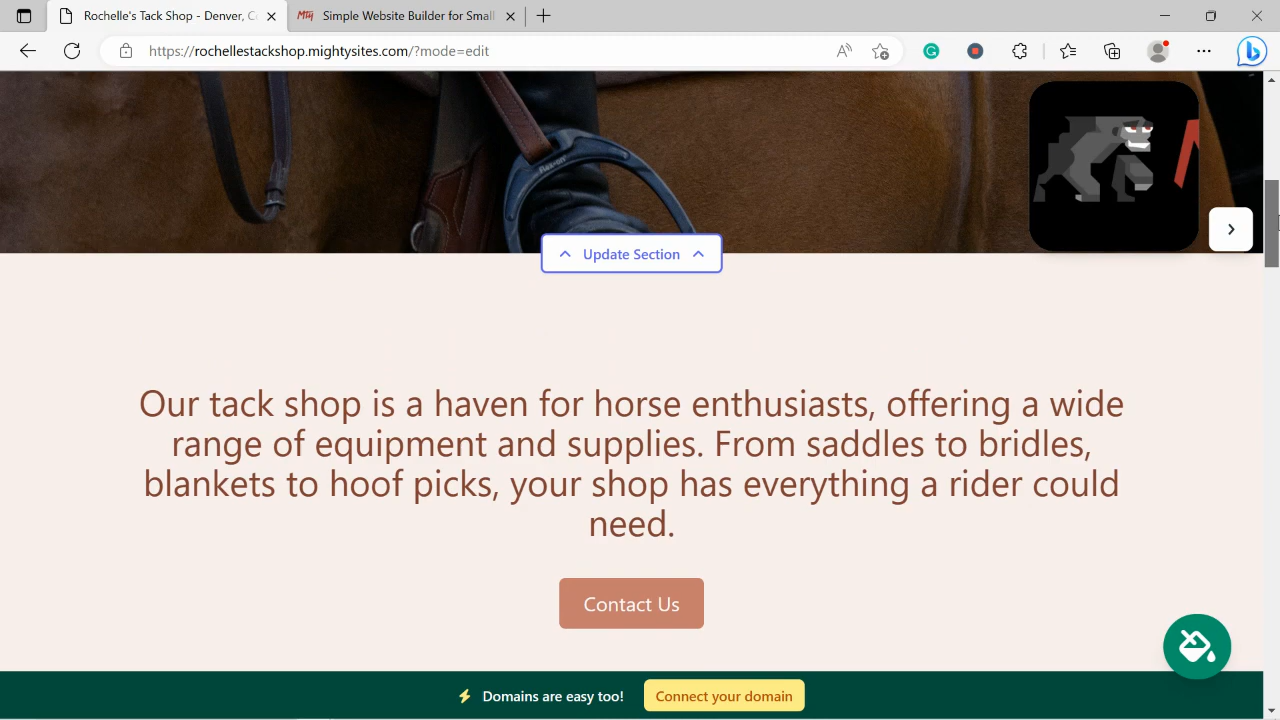 Rochelle's Tack Shop - Denver, C
Simple Website Builder for Small
https://rochellestackshop.mightysites.com/?mode=edit
Update Section
Our tack shop is a haven for horse enthusiasts, offering a wide
range of equipment and supplies. From saddles to bridles,
blankets to hoof picks, your shop has everything a rider could
need.
Contact Us
Domains are easy too!
Connect your domain